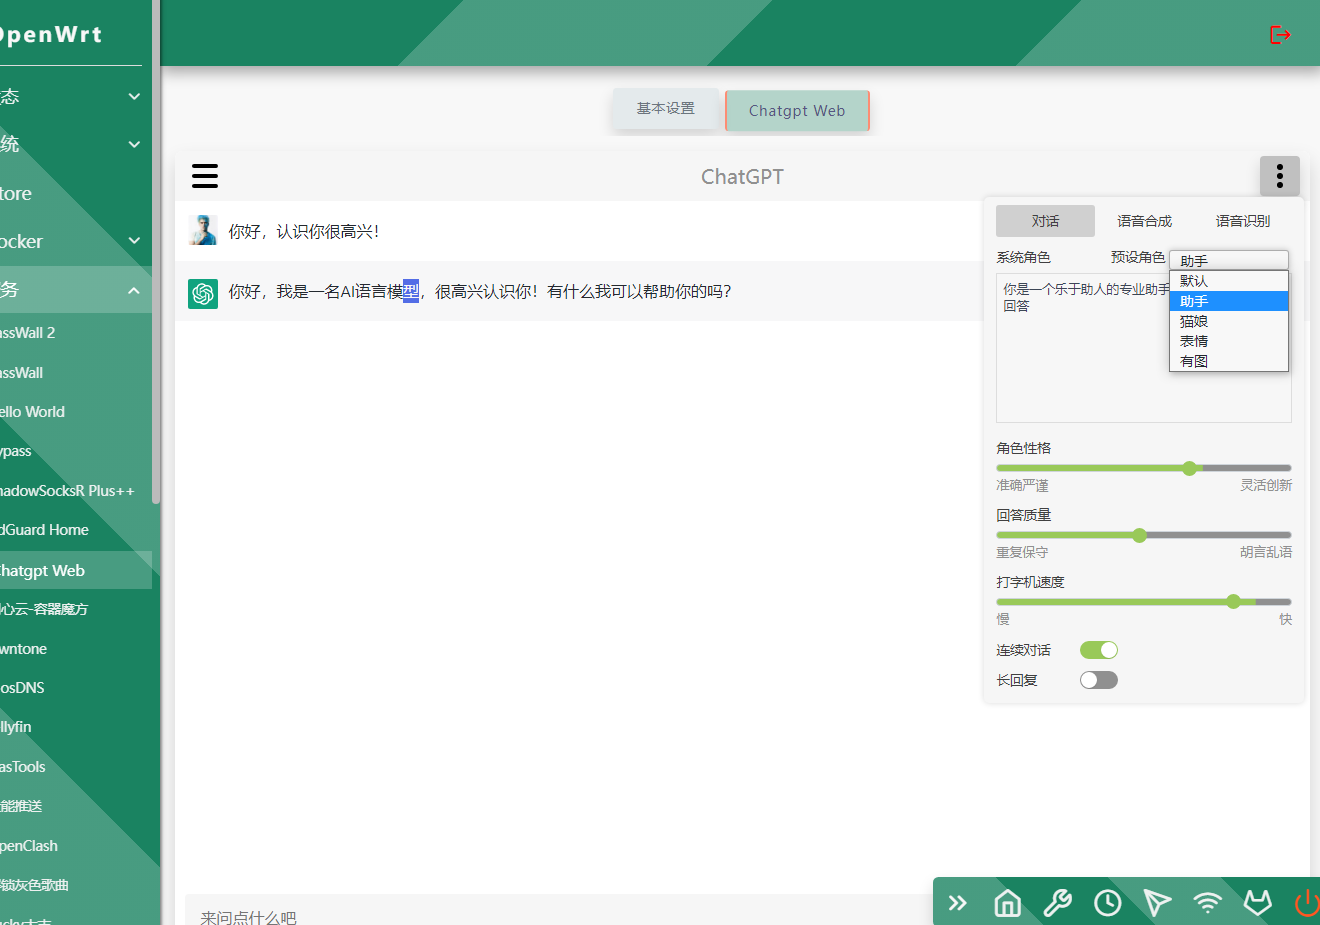 OpenWrt
态
统
tore
ocker
务
assWall 2
assWall
ello World
ypass
hadowSocksR Plus++
dGuard Home
Chatgpt Web
心云-容器魔方
wntone
osDNS
llyfin
asTools
能推送
penClash
锁灰色歌曲
基本设置
Chatgpt Web
ChatGPT
你好，认识你很高兴！
你好，我是一名AI语言模型，很高兴认识你！有什么我可以帮助你的吗？
对话 语音合成 语音识别
系统角色 预设角色 助手
你是一个乐于助人的专业助手
回答
默认
助手
猫娘
表情
有图
角色性格
准确严谨 灵活创新
回答质量
重复保守 胡言乱语
打字机速度
慢 快
连续对话
长回复
来问点什么吧